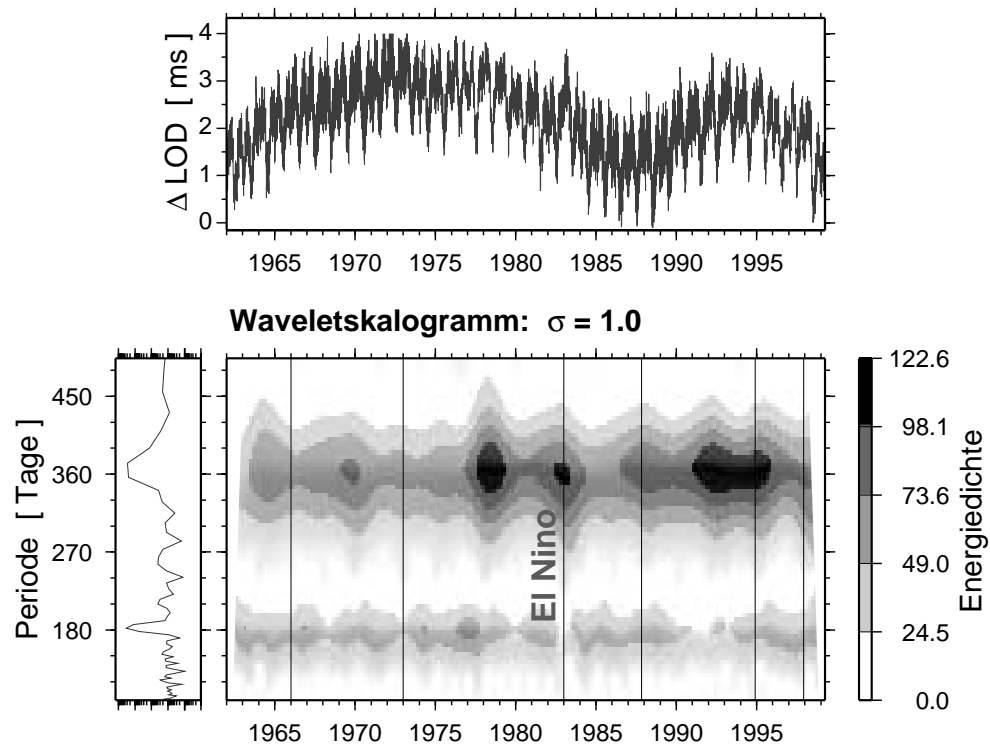 Δ LOD [ ms ]
4
3
2
1
0
1965 1970 1975 1980 1985 1990 1995
Waveletskalogramm: σ = 1.0
Periode [ Tage ]
450
360
270
180
El Nino
1965 1970 1975 1980 1985 1990 1995
122.6
98.1
73.6
49.0
24.5
0.0
Energiedichte